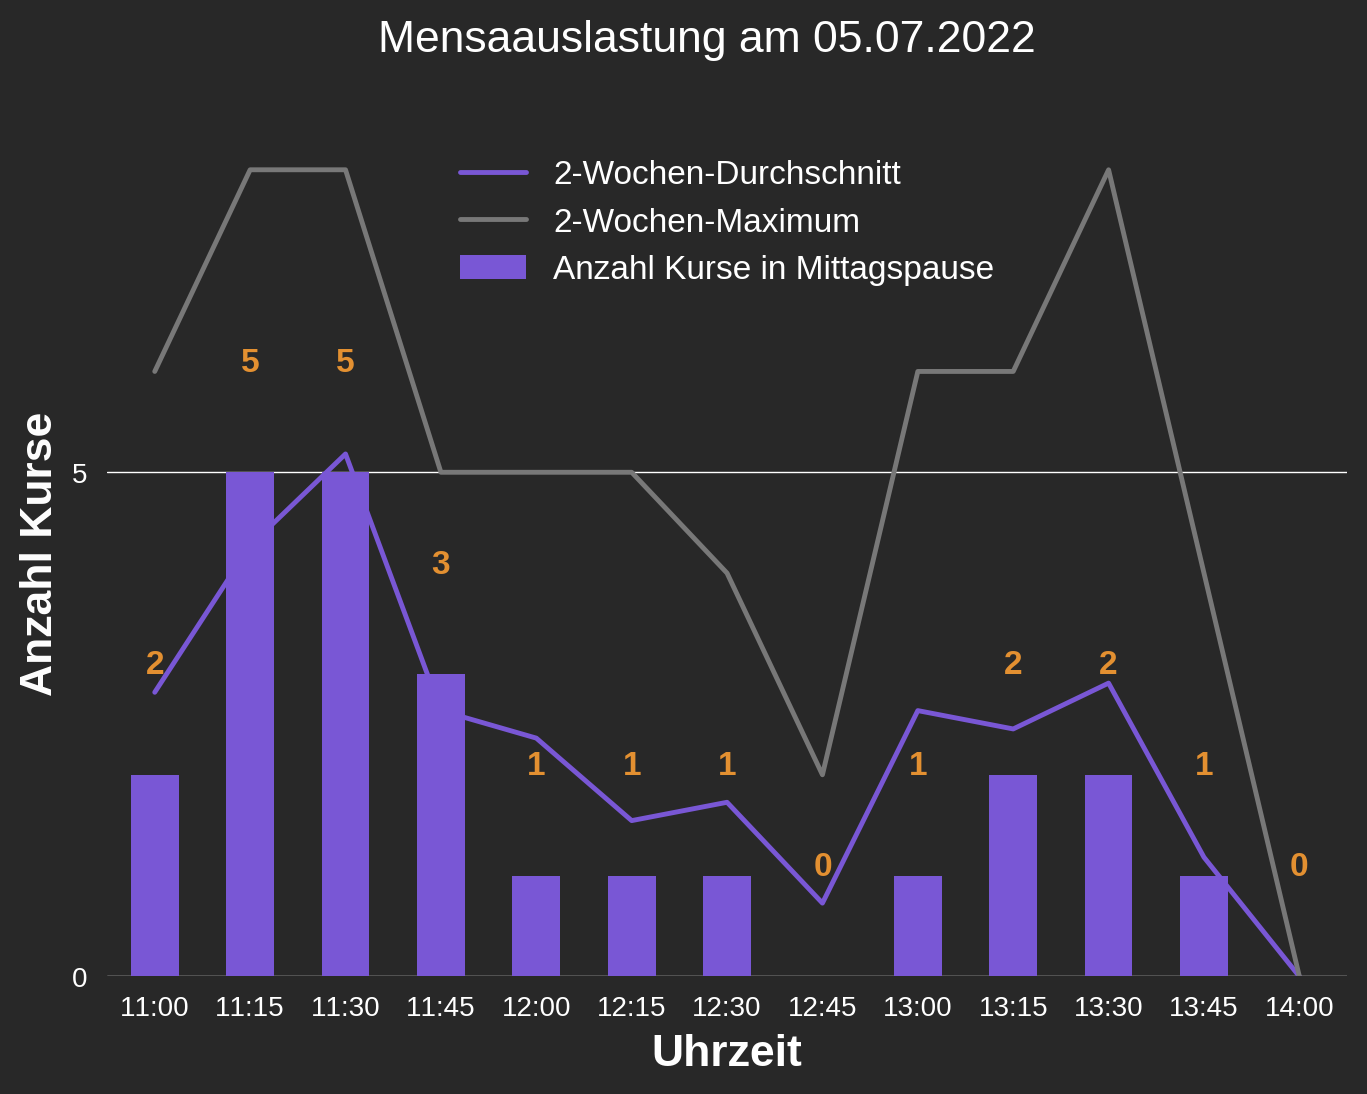 Mensaauslastung am 05.07.2022
2-Wochen-Durchschnitt
2-Wochen-Maximum
Anzahl Kurse in Mittagspause
5 5
3
2 2 2
1 1 1 1 1
0 0
Anzahl Kurse
5
0
11:00 11:15 11:30 11:45 12:00 12:15 12:30 12:45 13:00 13:15 13:30 13:45 14:00
Uhrzeit